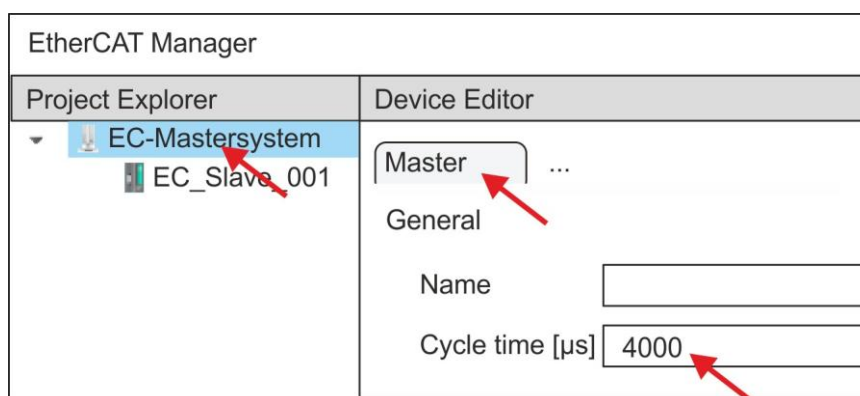 EtherCAT Manager
Project Explorer
EC-Mastersystem
EC_Slave_001
Device Editor
Master ...
General
Name
Cycle time [µs] 4000